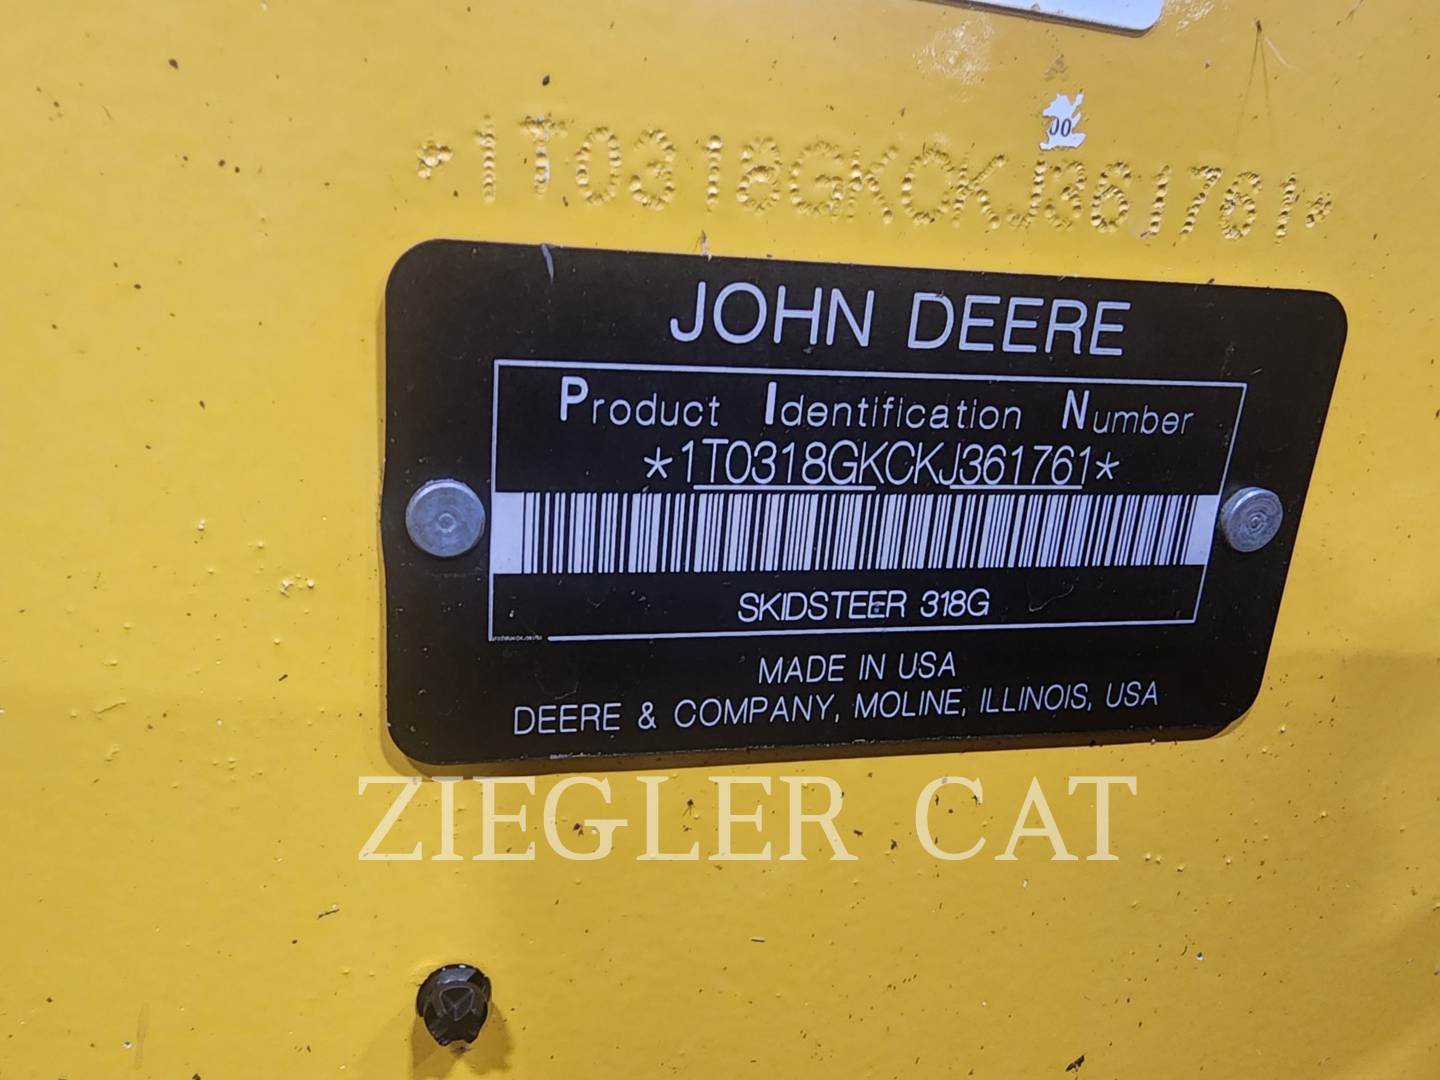 00
*1T0318GKCKJ361761*
JOHN DEERE
Product Identification Number
*1T0318GKCKJ361761*
SKIDSTEER 318G
MADE IN USA
DEERE & COMPANY, MOLINE, ILLINOIS, USA
ZIEGLER CAT